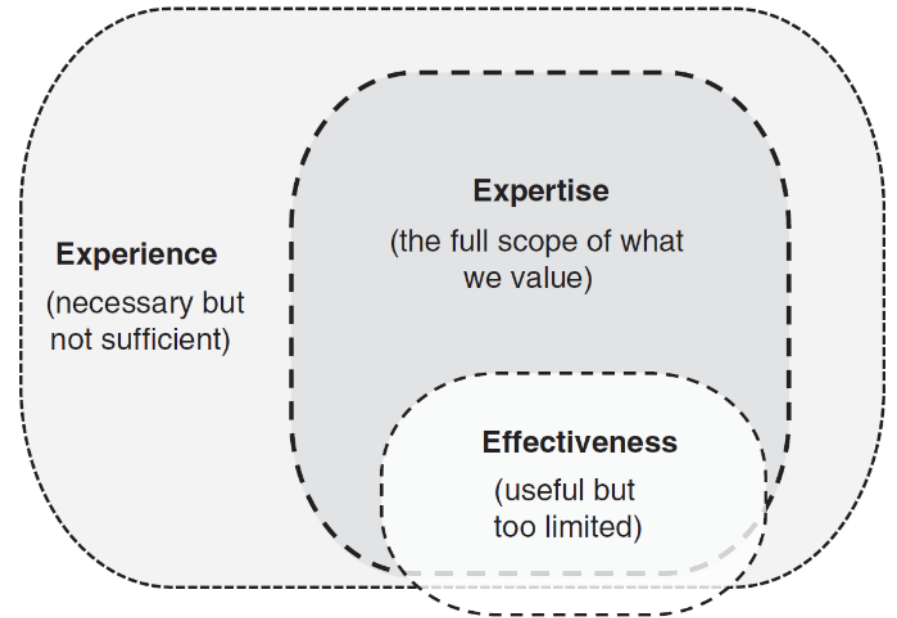 Expertise
(the full scope of what
we value)
Experience
(necessary but
not sufficient)
Effectiveness
(useful but
too limited)